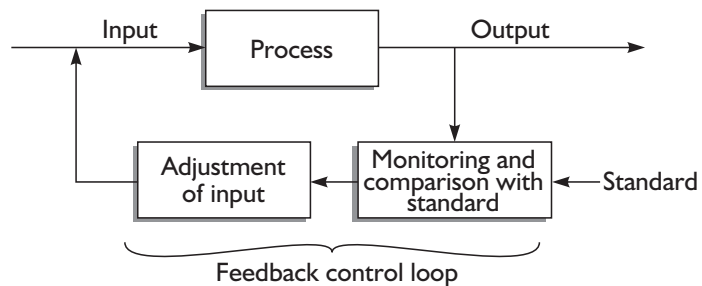 Input
Process
Output
Adjustment
of input
Monitoring and
comparison with
standard
Standard
Feedback control loop